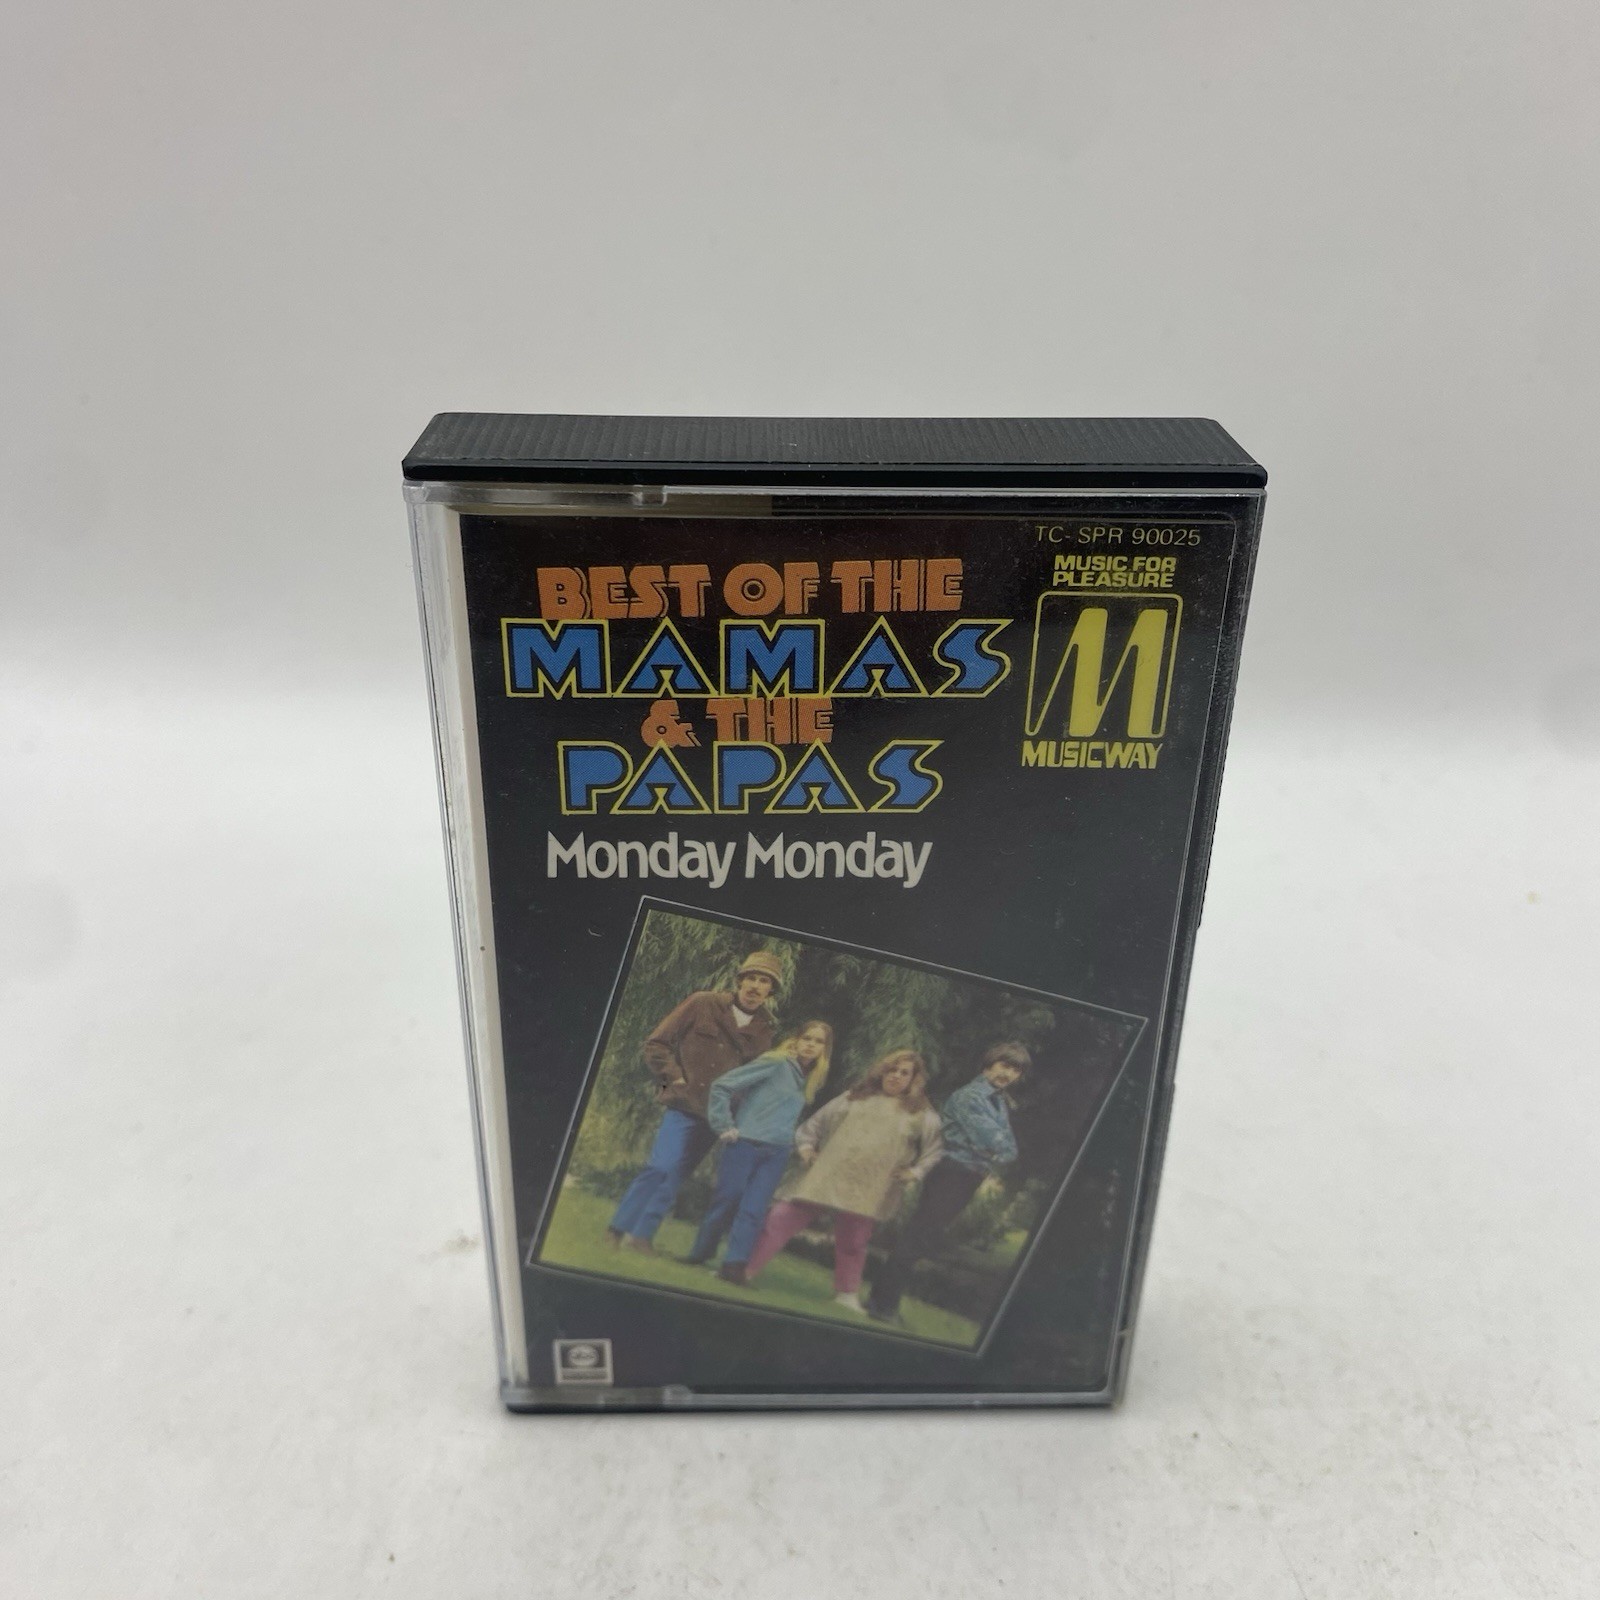 TC-SPR 90025
MUSIC FOR
PLEASURE
M
MUSICWAY
BEST OF THE
MAMAS
& THE
PAPAS
Monday Monday